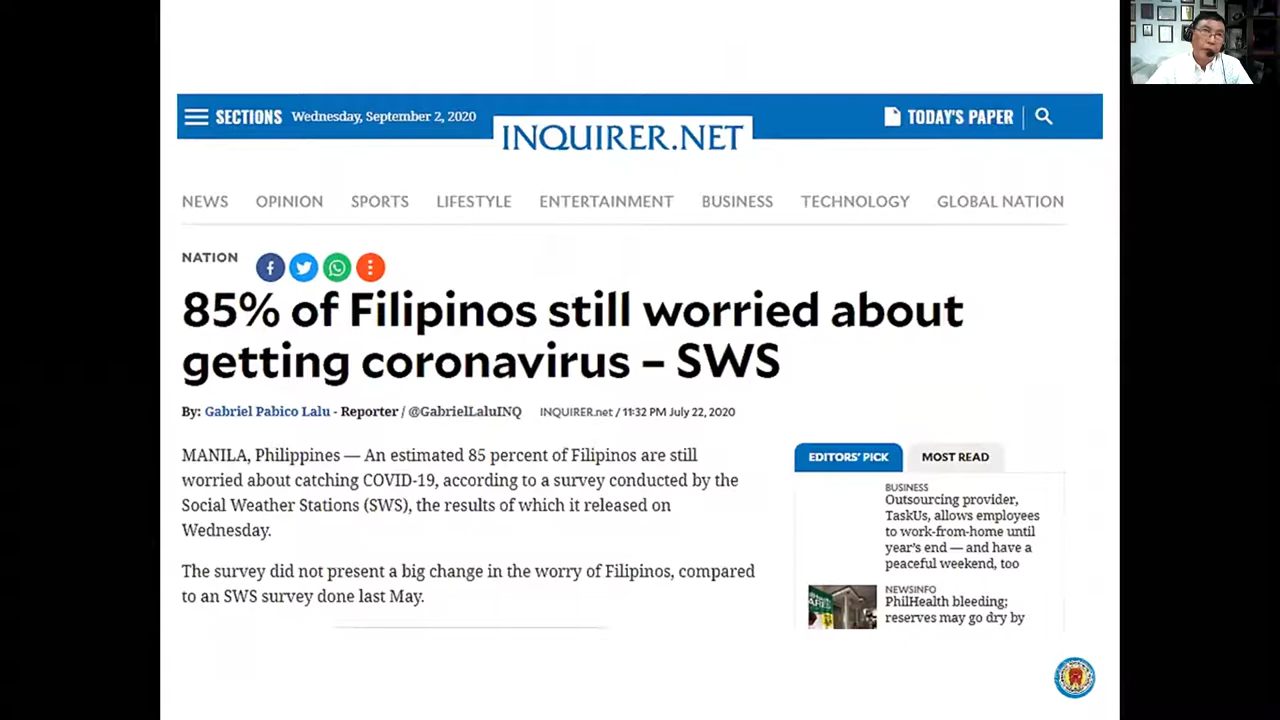 SECTIONS Wednesday, September 2, 2020
INQUIRER.NET
TODAY'S PAPER
NEWS OPINION SPORTS LIFESTYLE ENTERTAINMENT BUSINESS TECHNOLOGY GLOBAL NATION
NATION
85% of Filipinos still worried about
getting coronavirus – SWS
By: Gabriel Pabico Lalu - Reporter / @GabrielLaluINQ INQUIRER.net / 11:32 PM July 22, 2020
MANILA, Philippines — An estimated 85 percent of Filipinos are still
worried about catching COVID-19, according to a survey conducted by the
Social Weather Stations (SWS), the results of which it released on
Wednesday.
The survey did not present a big change in the worry of Filipinos, compared
to an SWS survey done last May.
EDITORS' PICK MOST READ
BUSINESS
Outsourcing provider,
TaskUs, allows employees
to work-from-home until
year's end — and have a
peaceful weekend, too
NEWSINFO
PhilHealth bleeding;
reserves may go dry by